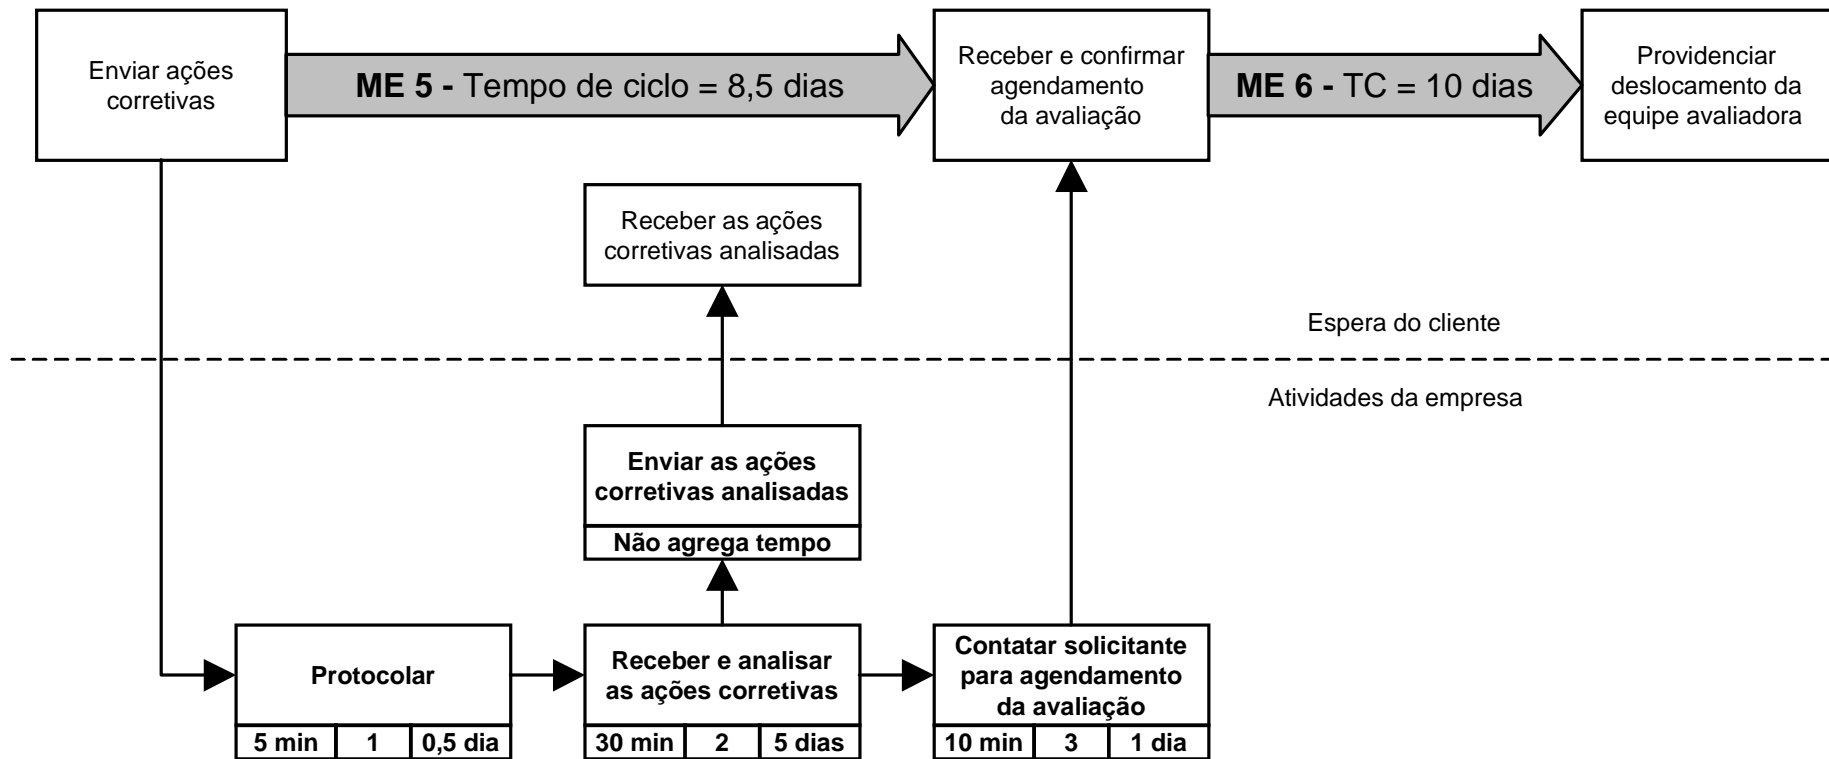 Enviar ações
corretivas
ME 5 - Tempo de ciclo = 8,5 dias
Receber e confirmar
agendamento
da avaliação
ME 6 - TC = 10 dias
Providenciar
deslocamento da
equipe avaliadora
Receber as ações
corretivas analisadas
Espera do cliente
Atividades da empresa
Enviar as ações
corretivas analisadas
Não agrega tempo
Protocolar
5 min 1 0,5 dia
Receber e analisar
as ações corretivas
30 min 2 5 dias
Contatar solicitante
para agendamento
da avaliação
10 min 3 1 dia